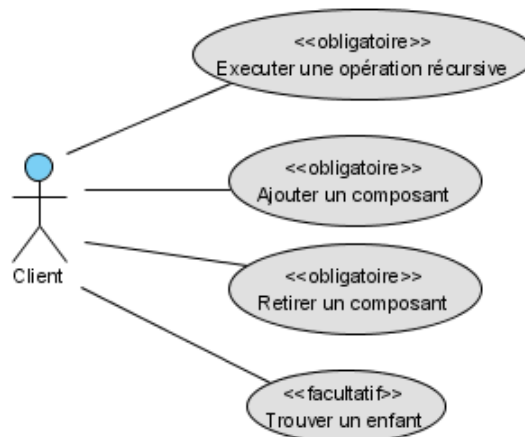 <<obligatoire>>
Executer une opération récursive
<<obligatoire>>
Ajouter un composant
<<obligatoire>>
Retirer un composant
Client
<<facultatif>>
Trouver un enfant